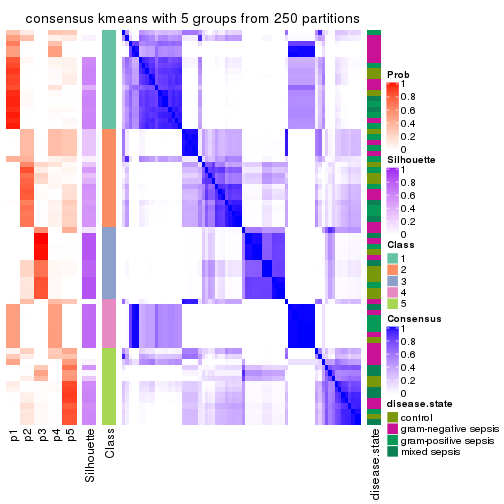 consensus kmeans with 5 groups from 250 partitions
Prob
1
0.8
0.6
0.4
0.2
0
Silhouette
1
0.8
0.6
0.4
0.2
0
Class
1
2
3
4
5
Consensus
1
0.8
0.6
0.4
0.2
0
disease.state
control
gram-negative sepsis
gram-positive sepsis
mixed sepsis
p1
p2
p3
p4
p5
Silhouette
Class
disease.state